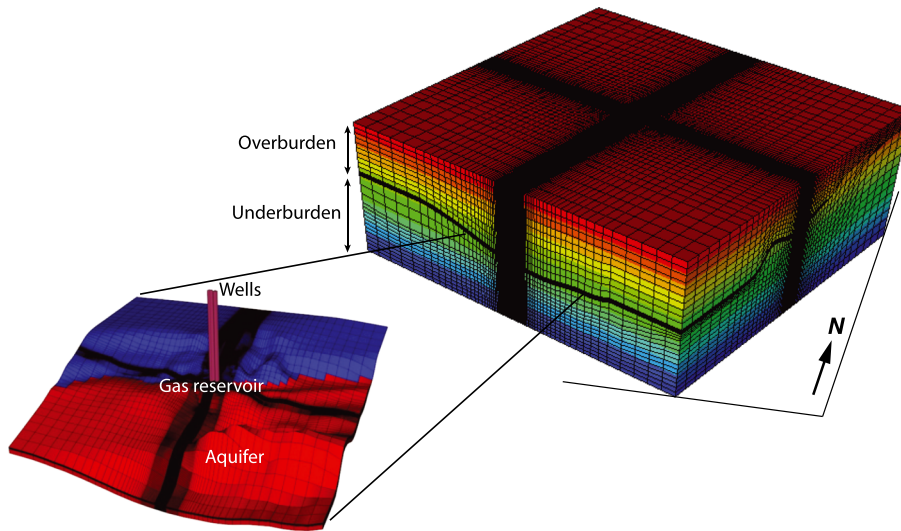 Overburden
Underburden
Wells
Gas reservoir
Aquifer
N